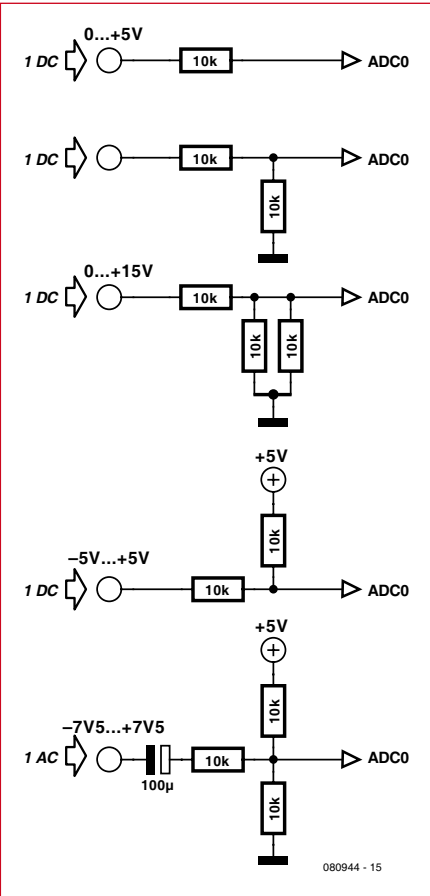 0...+5V
1 DC 10k ADC0
1 DC 10k ADC0
10k
0...+15V
1 DC 10k ADC0
10k 10k
+5V
10k
–5V...+5V
1 DC 10k ADC0
+5V
10k
–7V5...+7V5
1 AC 10k ADC0
100µ
10k
080944 - 15